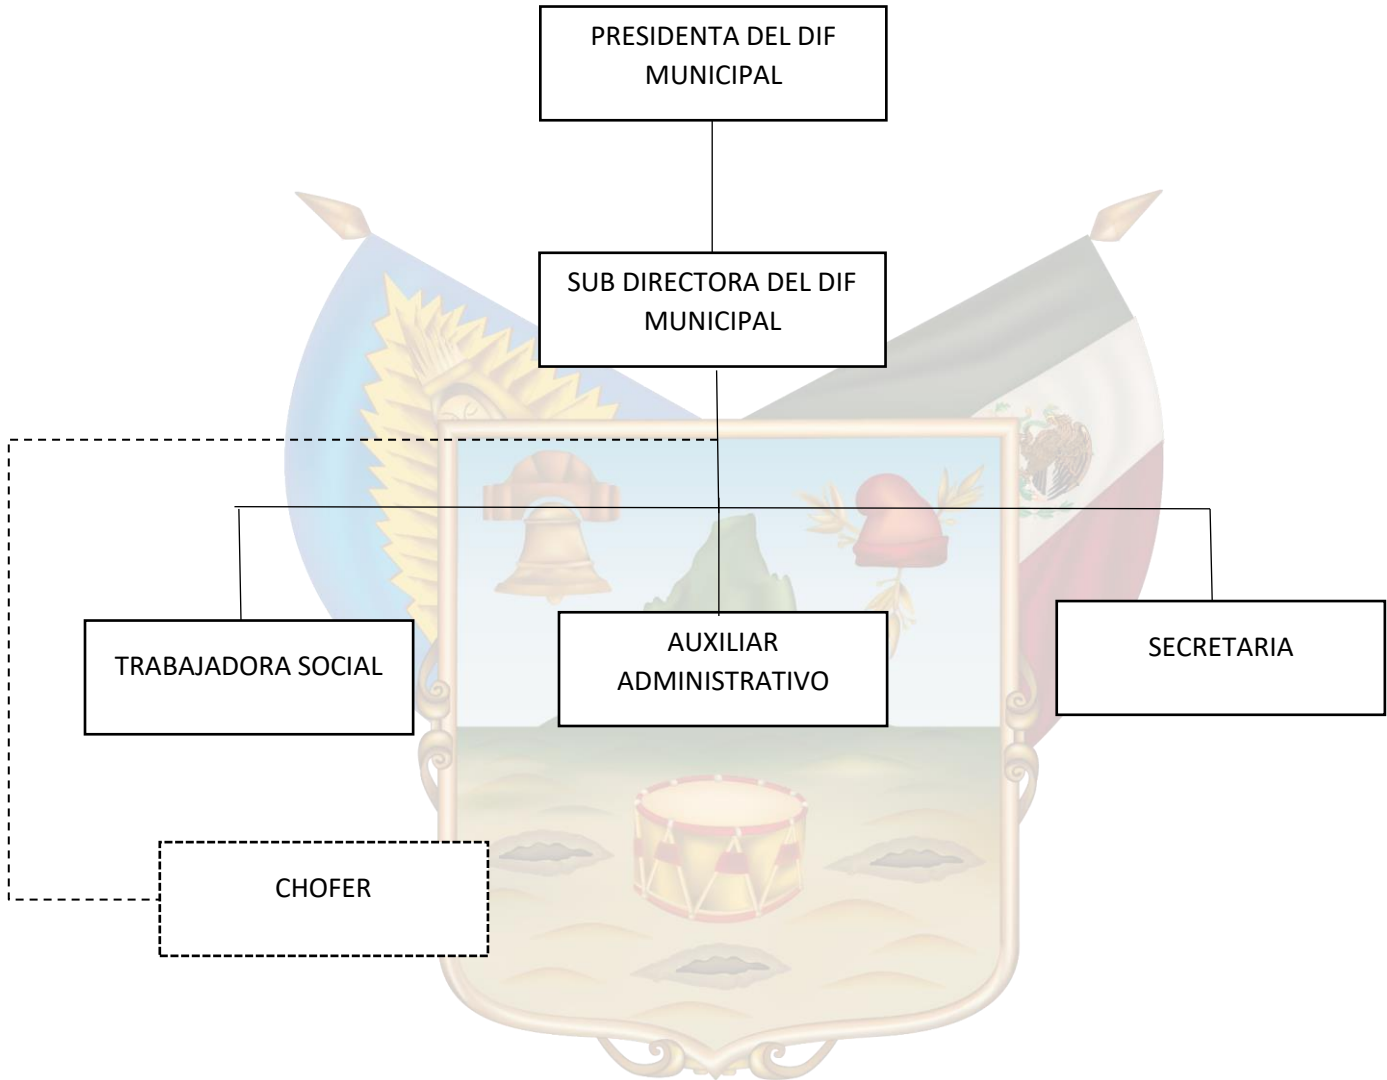 PRESIDENTA DEL DIF
MUNICIPAL
SUB DIRECTORA DEL DIF
MUNICIPAL
TRABAJADORA SOCIAL
AUXILIAR
ADMINISTRATIVO
SECRETARIA
CHOFER